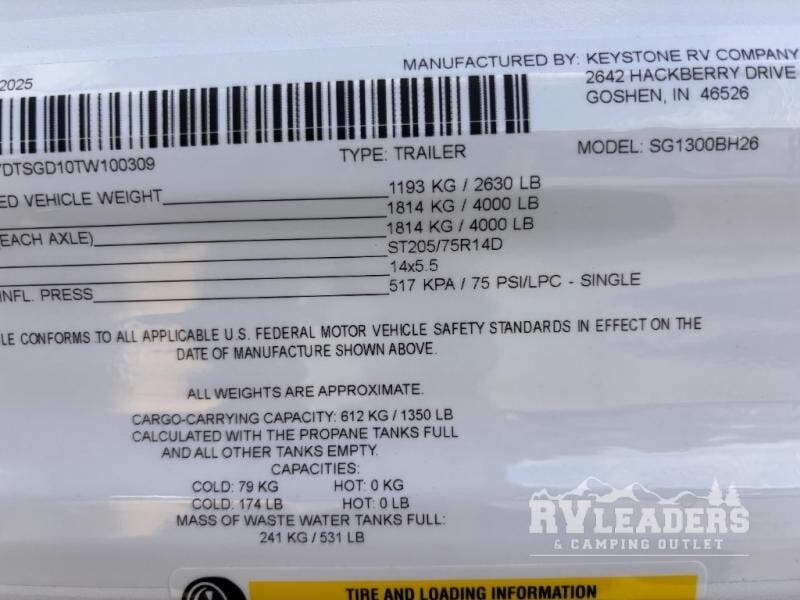 MANUFACTURED BY: KEYSTONE RV COMPANY
2642 HACKBERRY DRIVE
GOSHEN, IN 46526
2025
DTSGD10TW100309
TYPE: TRAILER
MODEL: SG1300BH26
ED VEHICLE WEIGHT 1193 KG / 2630 LB
1814 KG / 4000 LB
(EACH AXLE) 1814 KG / 4000 LB
ST205/75R14D
14x5.5
INFL. PRESS 517 KPA / 75 PSI/LPC - SINGLE
LE CONFORMS TO ALL APPLICABLE U.S. FEDERAL MOTOR VEHICLE SAFETY STANDARDS IN EFFECT ON THE
DATE OF MANUFACTURE SHOWN ABOVE.
ALL WEIGHTS ARE APPROXIMATE.
CARGO-CARRYING CAPACITY: 612 KG / 1350 LB
CALCULATED WITH THE PROPANE TANKS FULL
AND ALL OTHER TANKS EMPTY.
CAPACITIES:
COLD: 79 KG HOT: 0 KG
COLD: 174 LB HOT: 0 LB
MASS OF WASTE WATER TANKS FULL:
241 KG / 531 LB
RVLEADERS
& CAMPING OUTLET
TIRE AND LOADING INFORMATION